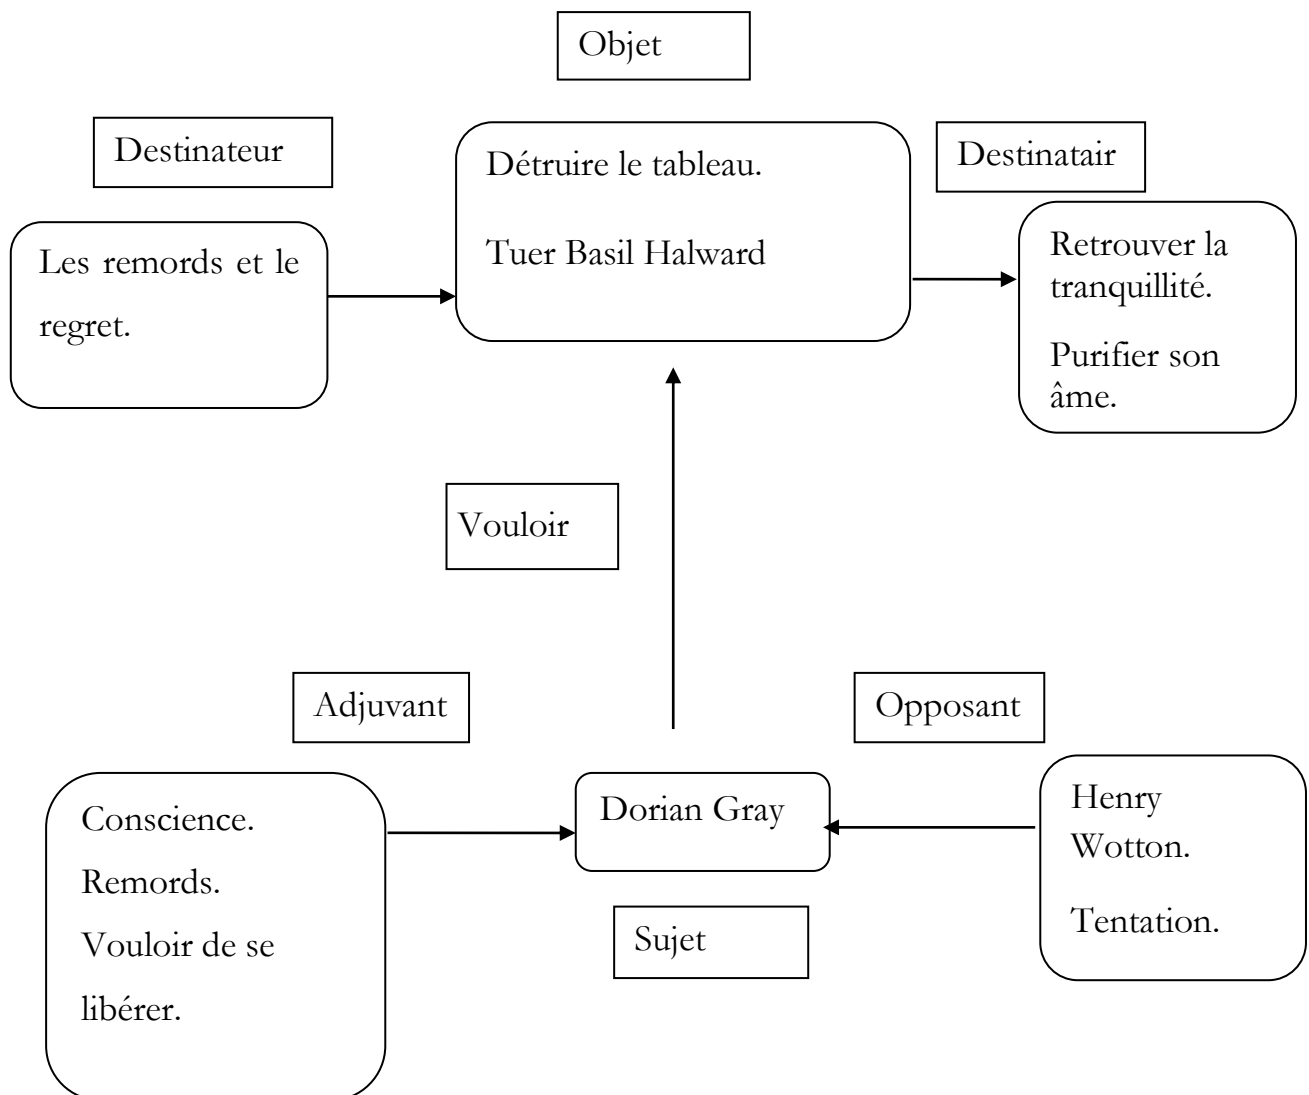 Objet
Destinateur
Destinatair
Détruire le tableau.
Tuer Basil Halward
Les remords et le
regret.
Retrouver la
tranquillité.
Purifier son
âme.
Vouloir
Adjuvant
Opposant
Conscience.
Remords.
Vouloir de se
libérer.
Dorian Gray
Henry
Wotton.
Tentation.
Sujet